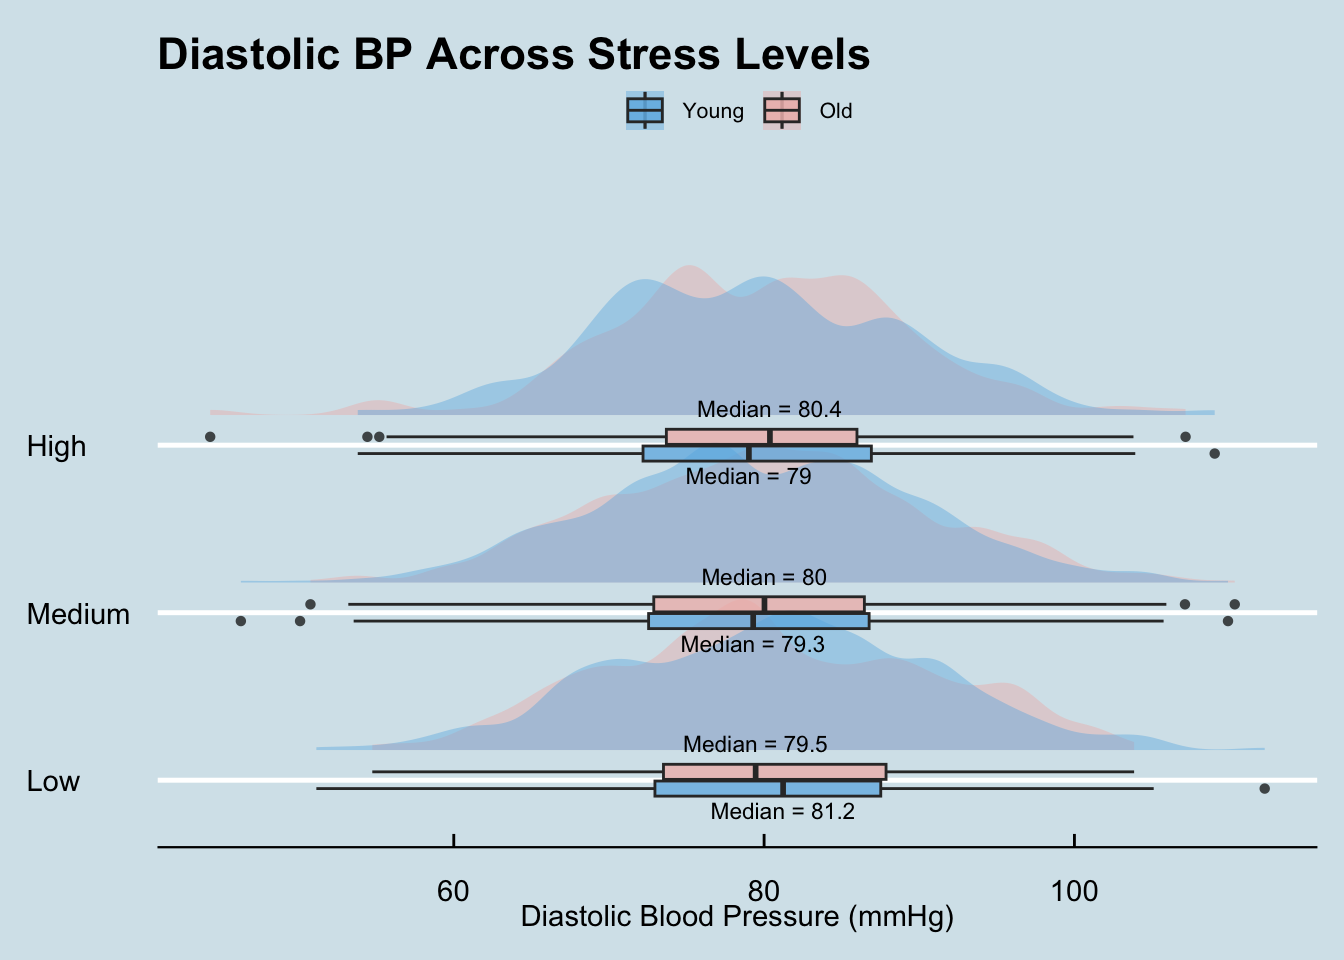 Diastolic BP Across Stress Levels
Young Old
Median = 80.4
High
Median = 79
Median = 80
Medium
Median = 79.3
Median = 79.5
Low
Median = 81.2
60 80 100
Diastolic Blood Pressure (mmHg)